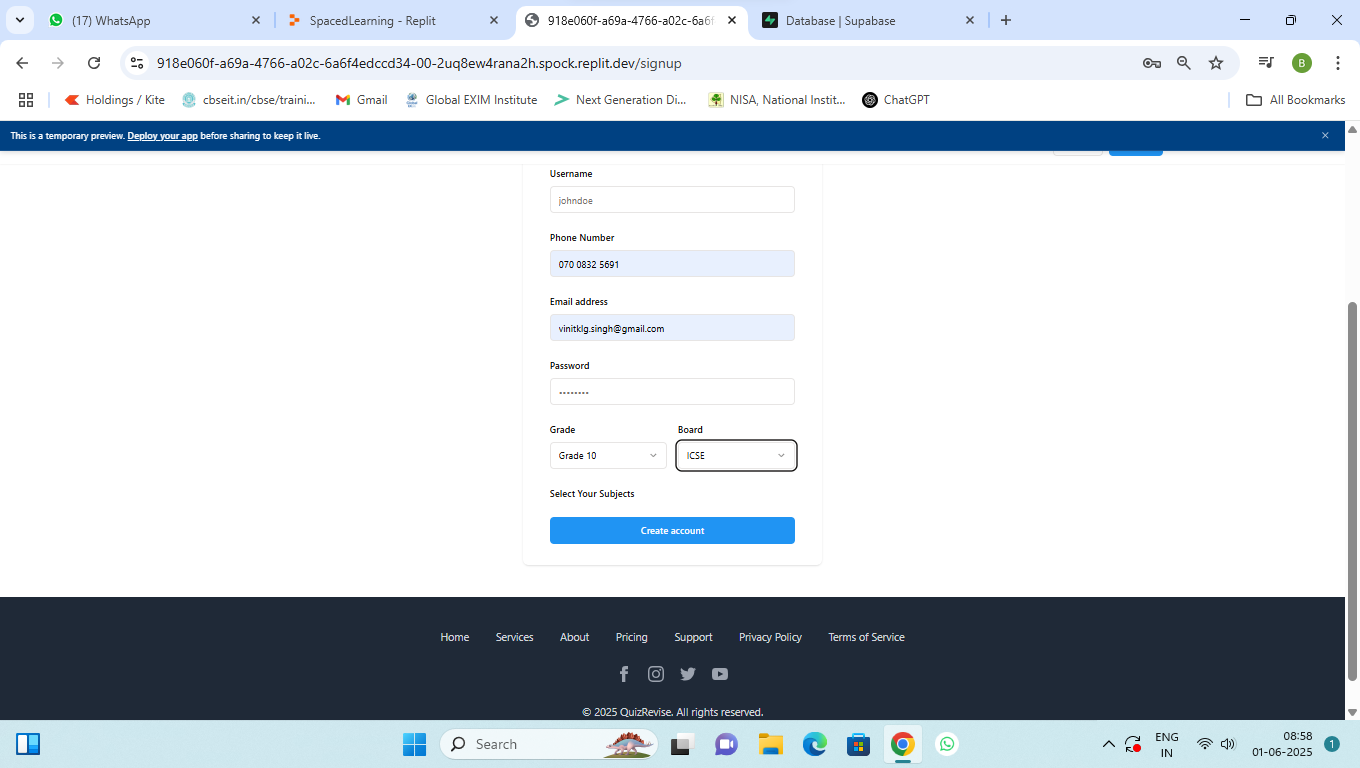 (17) WhatsApp
SpacedLearning - Replit
918e060f-a69a-4766-a02c-6a6f
Database | Supabase
918e060f-a69a-4766-a02c-6a6f4edccd34-00-2uq8ew4rana2h.spock.replit.dev/signup
B
Holdings / Kite
cbseit.in/cbse/traini...
Gmail
Global EXIM Institute
Next Generation Di...
NISA, National Instit...
ChatGPT
All Bookmarks
This is a temporary preview. Deploy your app before sharing to keep it live.
Username
johndoe
Phone Number
070 0832 5691
Email address
vinitklg.singh@gmail.com
Password
••••••••
Grade
Board
Grade 10
ICSE
Select Your Subjects
Create account
Home
Services
About
Pricing
Support
Privacy Policy
Terms of Service
© 2025 QuizRevise. All rights reserved.
Search
ENG
IN
08:58
01-06-2025
1